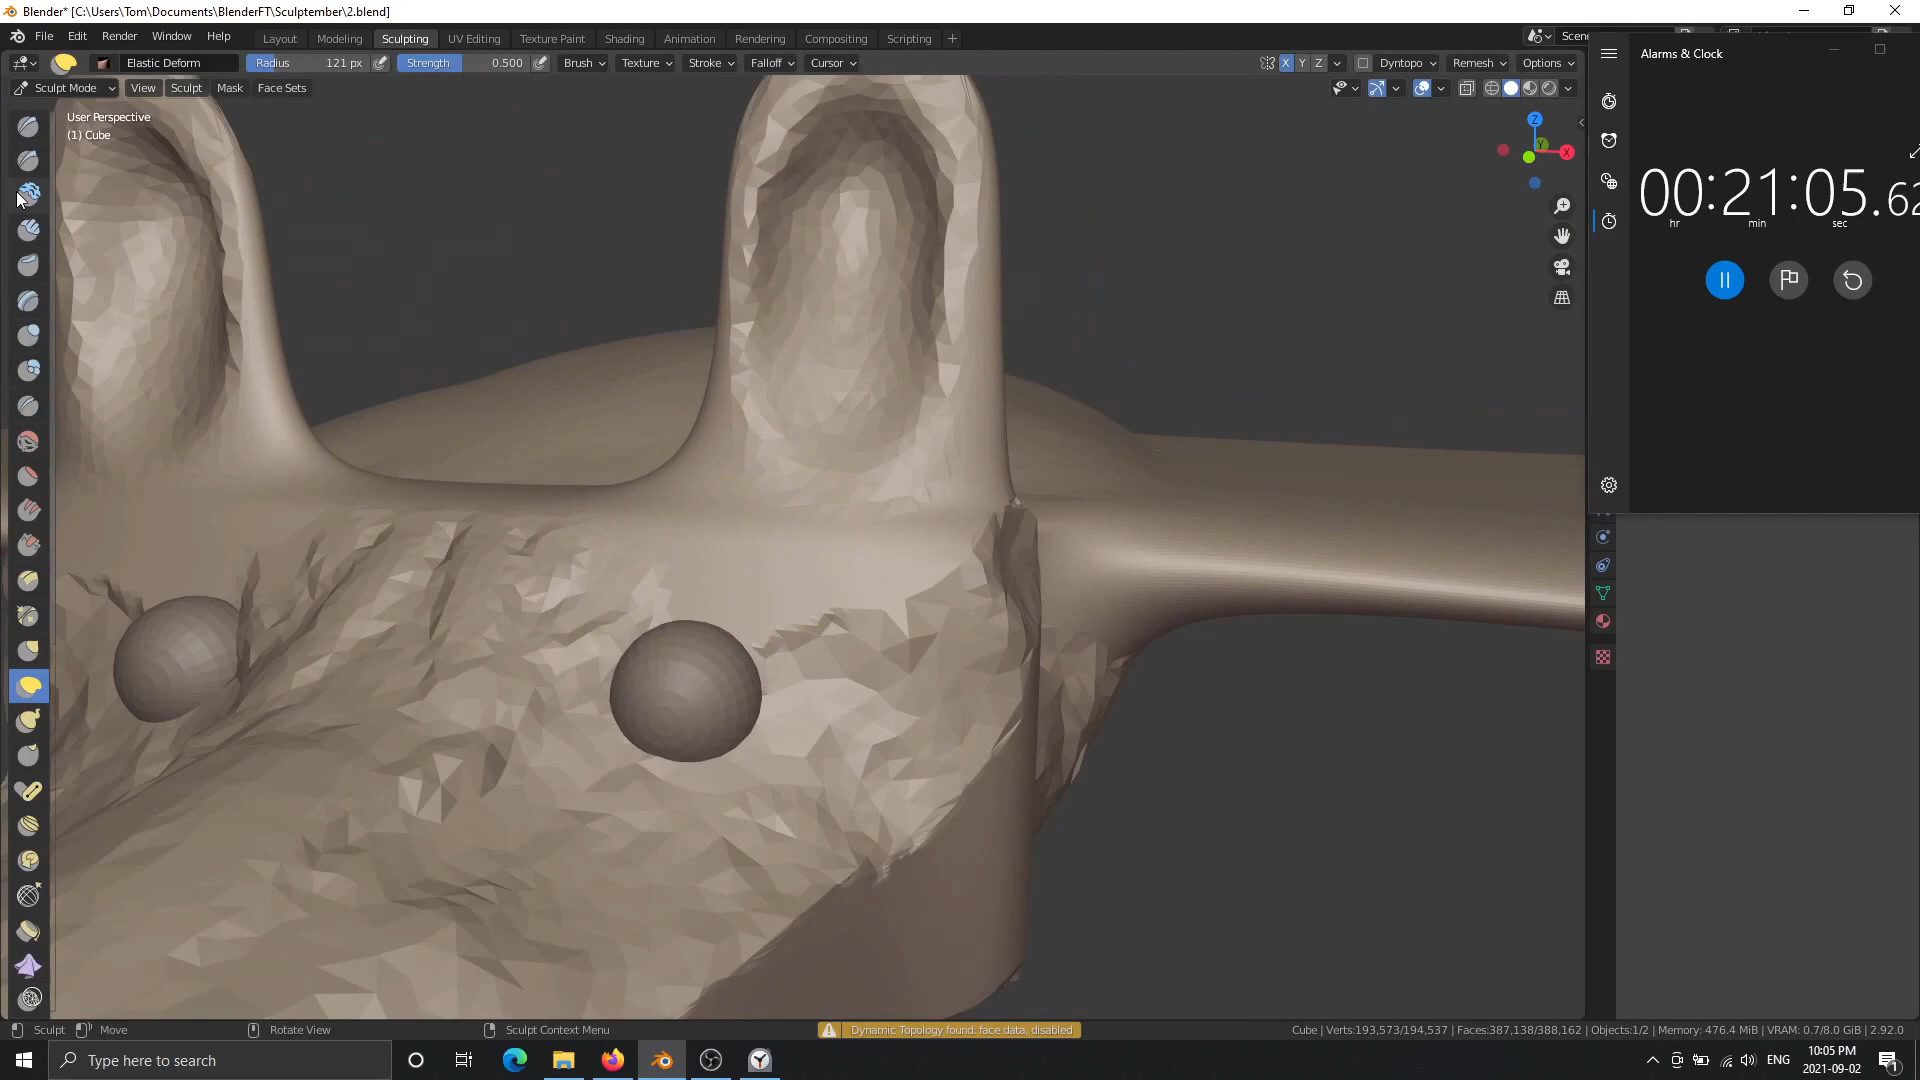 Blender* [C:\Users\Tom\Documents\BlenderFT\Sculptember\2.blend]
File Edit Render Window Help
Layout Modeling Sculpting UV Editing Texture Paint Shading Animation Rendering Compositing Scripting +
Scene
Elastic Deform Radius 121 px Strength 0.500 Brush Texture Stroke Falloff Cursor
X Y Z Dyntopo Remesh Options
Sculpt Mode View Sculpt Mask Face Sets
User Perspective
(1) Cube
Z
Y
X
Alarms & Clock
00:21:05.62
hr min sec
Sculpt Move Rotate View Sculpt Context Menu
Dynamic Topology found: face data, disabled
Cube | Verts:193,573/194,537 | Faces:387,138/388,162 | Objects:1/2 | Memory: 476.4 MiB | VRAM: 0.7/8.0 GiB | 2.92.0
Type here to search
ENG
10:05 PM
2021-09-02
1